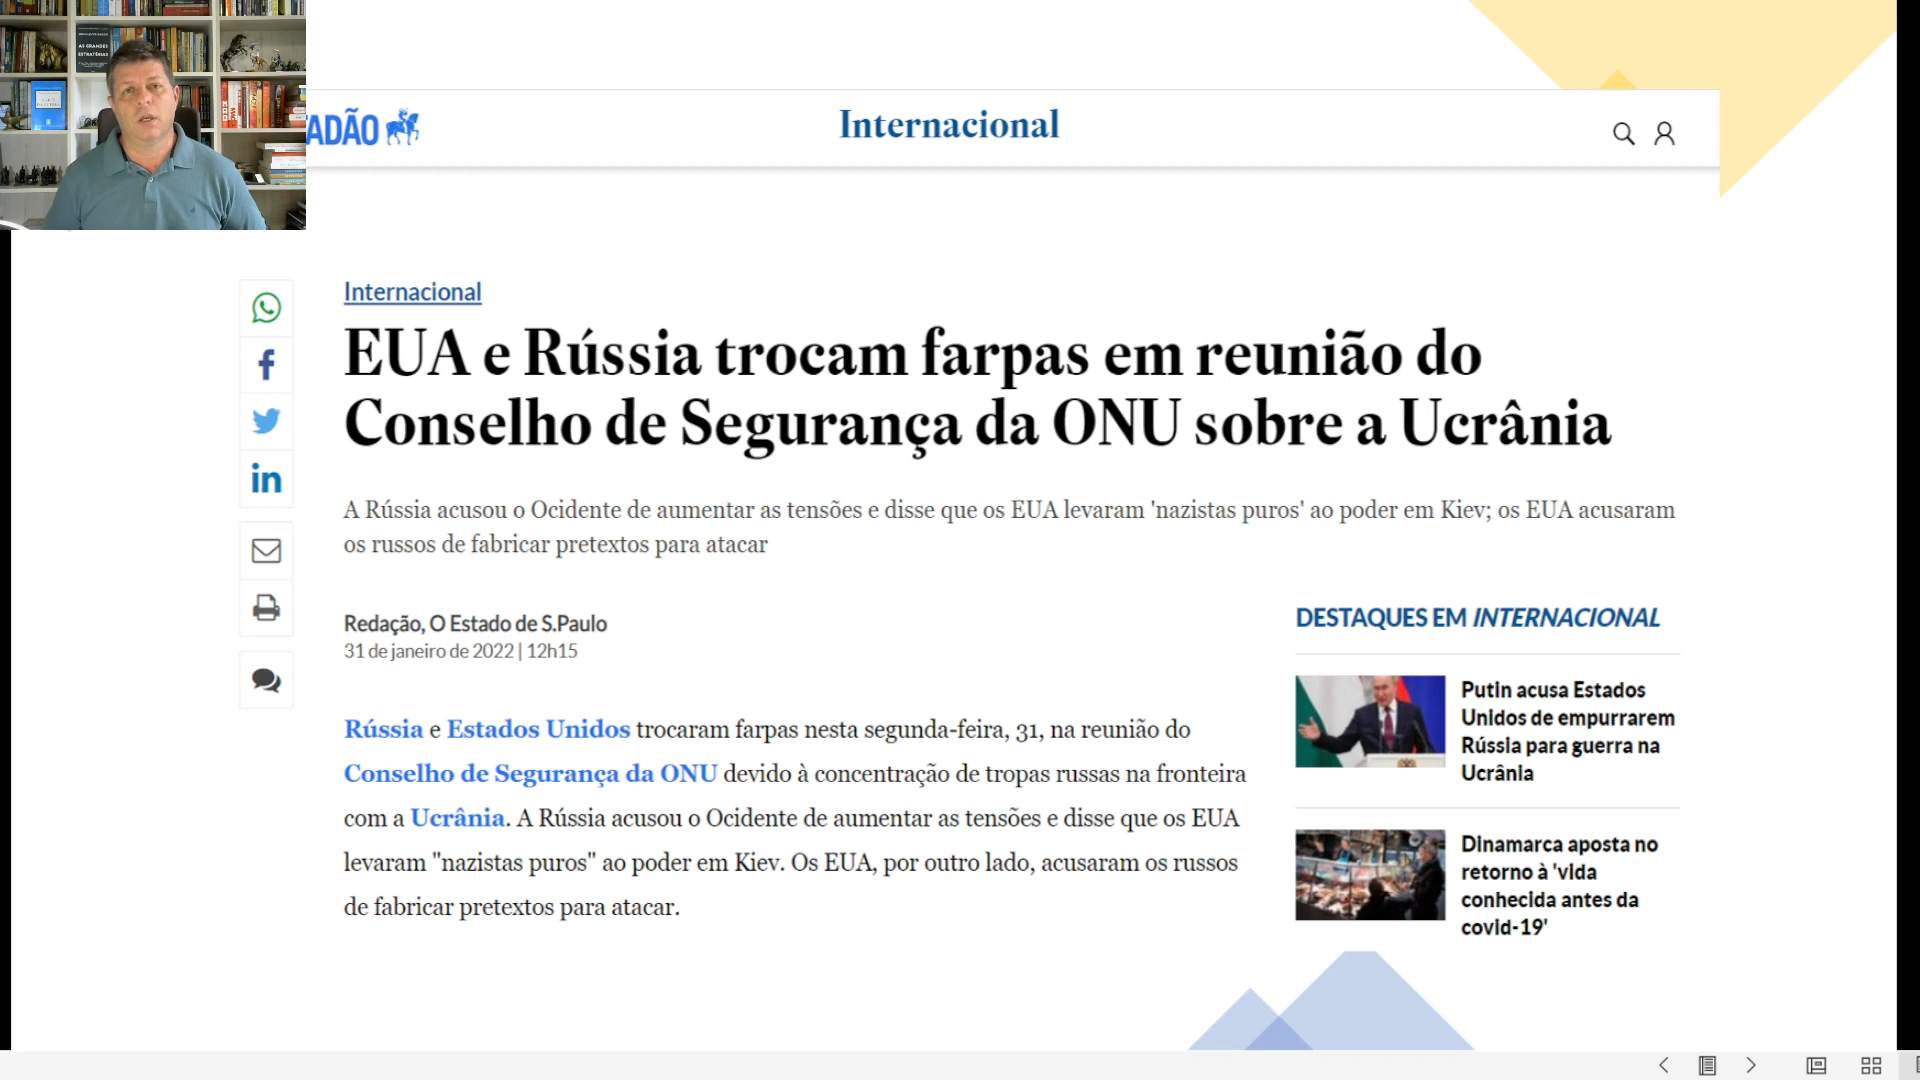 AS GRANDES
ESTRATÉGIAS
ADÃO
Internacional
Internacional
EUA e Rússia trocam farpas em reunião do
Conselho de Segurança da ONU sobre a Ucrânia
A Rússia acusou o Ocidente de aumentar as tensões e disse que os EUA levaram 'nazistas puros' ao poder em Kiev; os EUA acusaram
os russos de fabricar pretextos para atacar
Redação, O Estado de S.Paulo
31 de janeiro de 2022 | 12h15
Rússia e Estados Unidos trocaram farpas nesta segunda-feira, 31, na reunião do
Conselho de Segurança da ONU devido à concentração de tropas russas na fronteira
com a Ucrânia. A Rússia acusou o Ocidente de aumentar as tensões e disse que os EUA
levaram "nazistas puros" ao poder em Kiev. Os EUA, por outro lado, acusaram os russos
de fabricar pretextos para atacar.
DESTAQUES EM INTERNACIONAL
Putin acusa Estados
Unidos de empurrarem
Rússia para guerra na
Ucrânia
Dinamarca aposta no
retorno à 'vida
conhecida antes da
covid-19'